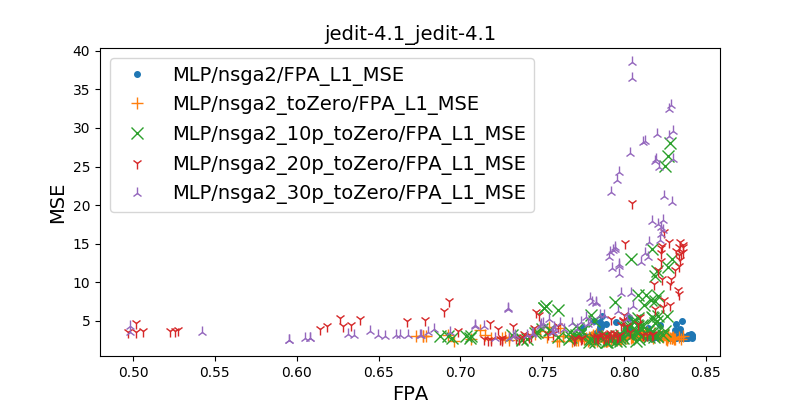 jedit-4.1_jedit-4.1
MLP/nsga2/FPA_L1_MSE
MLP/nsga2_toZero/FPA_L1_MSE
MLP/nsga2_10p_toZero/FPA_L1_MSE
MLP/nsga2_20p_toZero/FPA_L1_MSE
MLP/nsga2_30p_toZero/FPA_L1_MSE
MSE
40
35
30
25
20
15
10
5
0.50 0.55 0.60 0.65 0.70 0.75 0.80 0.85
FPA